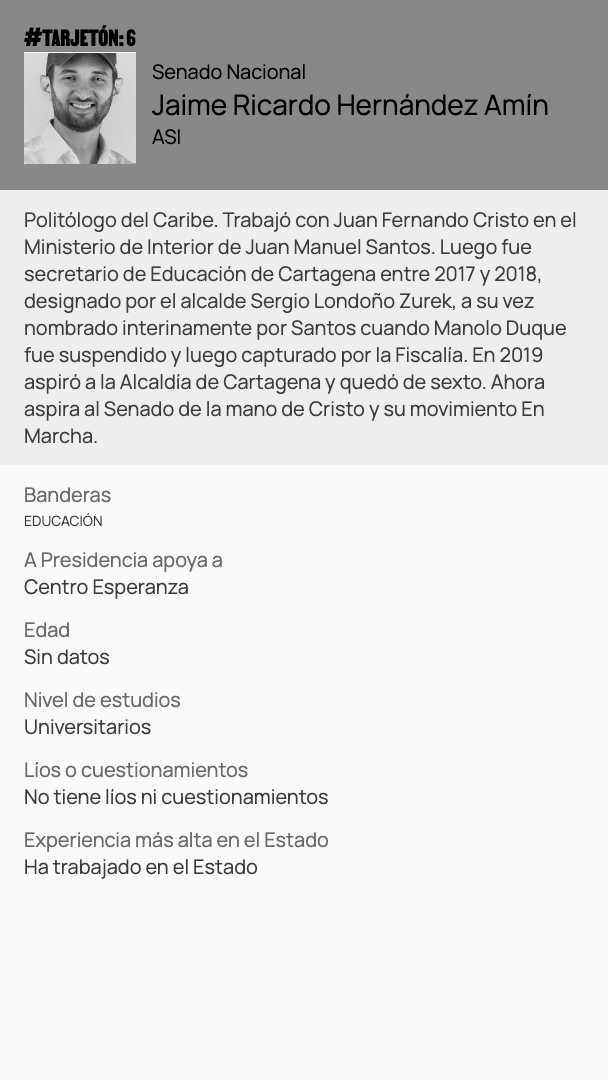 #TARJETÓN: 6
Senado Nacional
Jaime Ricardo Hernández Amín
ASI
Politólogo del Caribe. Trabajó con Juan Fernando Cristo en el
Ministerio de Interior de Juan Manuel Santos. Luego fue
secretario de Educación de Cartagena entre 2017 y 2018,
designado por el alcalde Sergio Londoño Zurek, a su vez
nombrado interinamente por Santos cuando Manolo Duque
fue suspendido y luego capturado por la Fiscalía. En 2019
aspiró a la Alcaldía de Cartagena y quedó de sexto. Ahora
aspira al Senado de la mano de Cristo y su movimiento En
Marcha.
Banderas
EDUCACIÓN
A Presidencia apoya a
Centro Esperanza
Edad
Sin datos
Nivel de estudios
Universitarios
Líos o cuestionamientos
No tiene líos ni cuestionamientos
Experiencia más alta en el Estado
Ha trabajado en el Estado